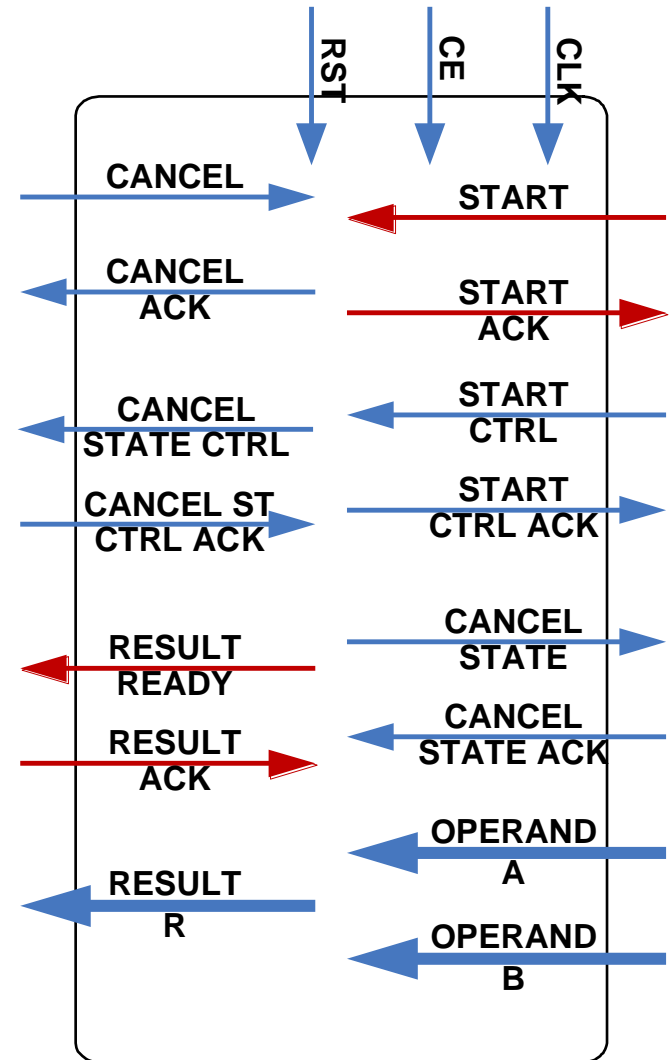 RST
CE
CLK
CANCEL
START
CANCEL
ACK
START
ACK
CANCEL
STATE CTRL
START
CTRL
CANCEL ST
CTRL ACK
START
CTRL ACK
RESULT
READY
CANCEL
STATE
RESULT
ACK
CANCEL
STATE ACK
OPERAND
A
RESULT
R
OPERAND
B